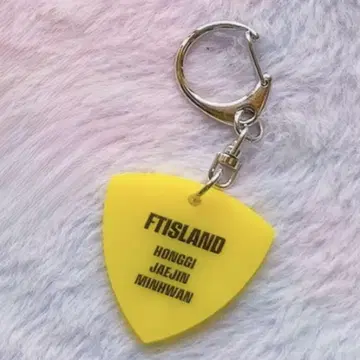 FTISLAND
HONGGI
JAEJIN
MINHWAN